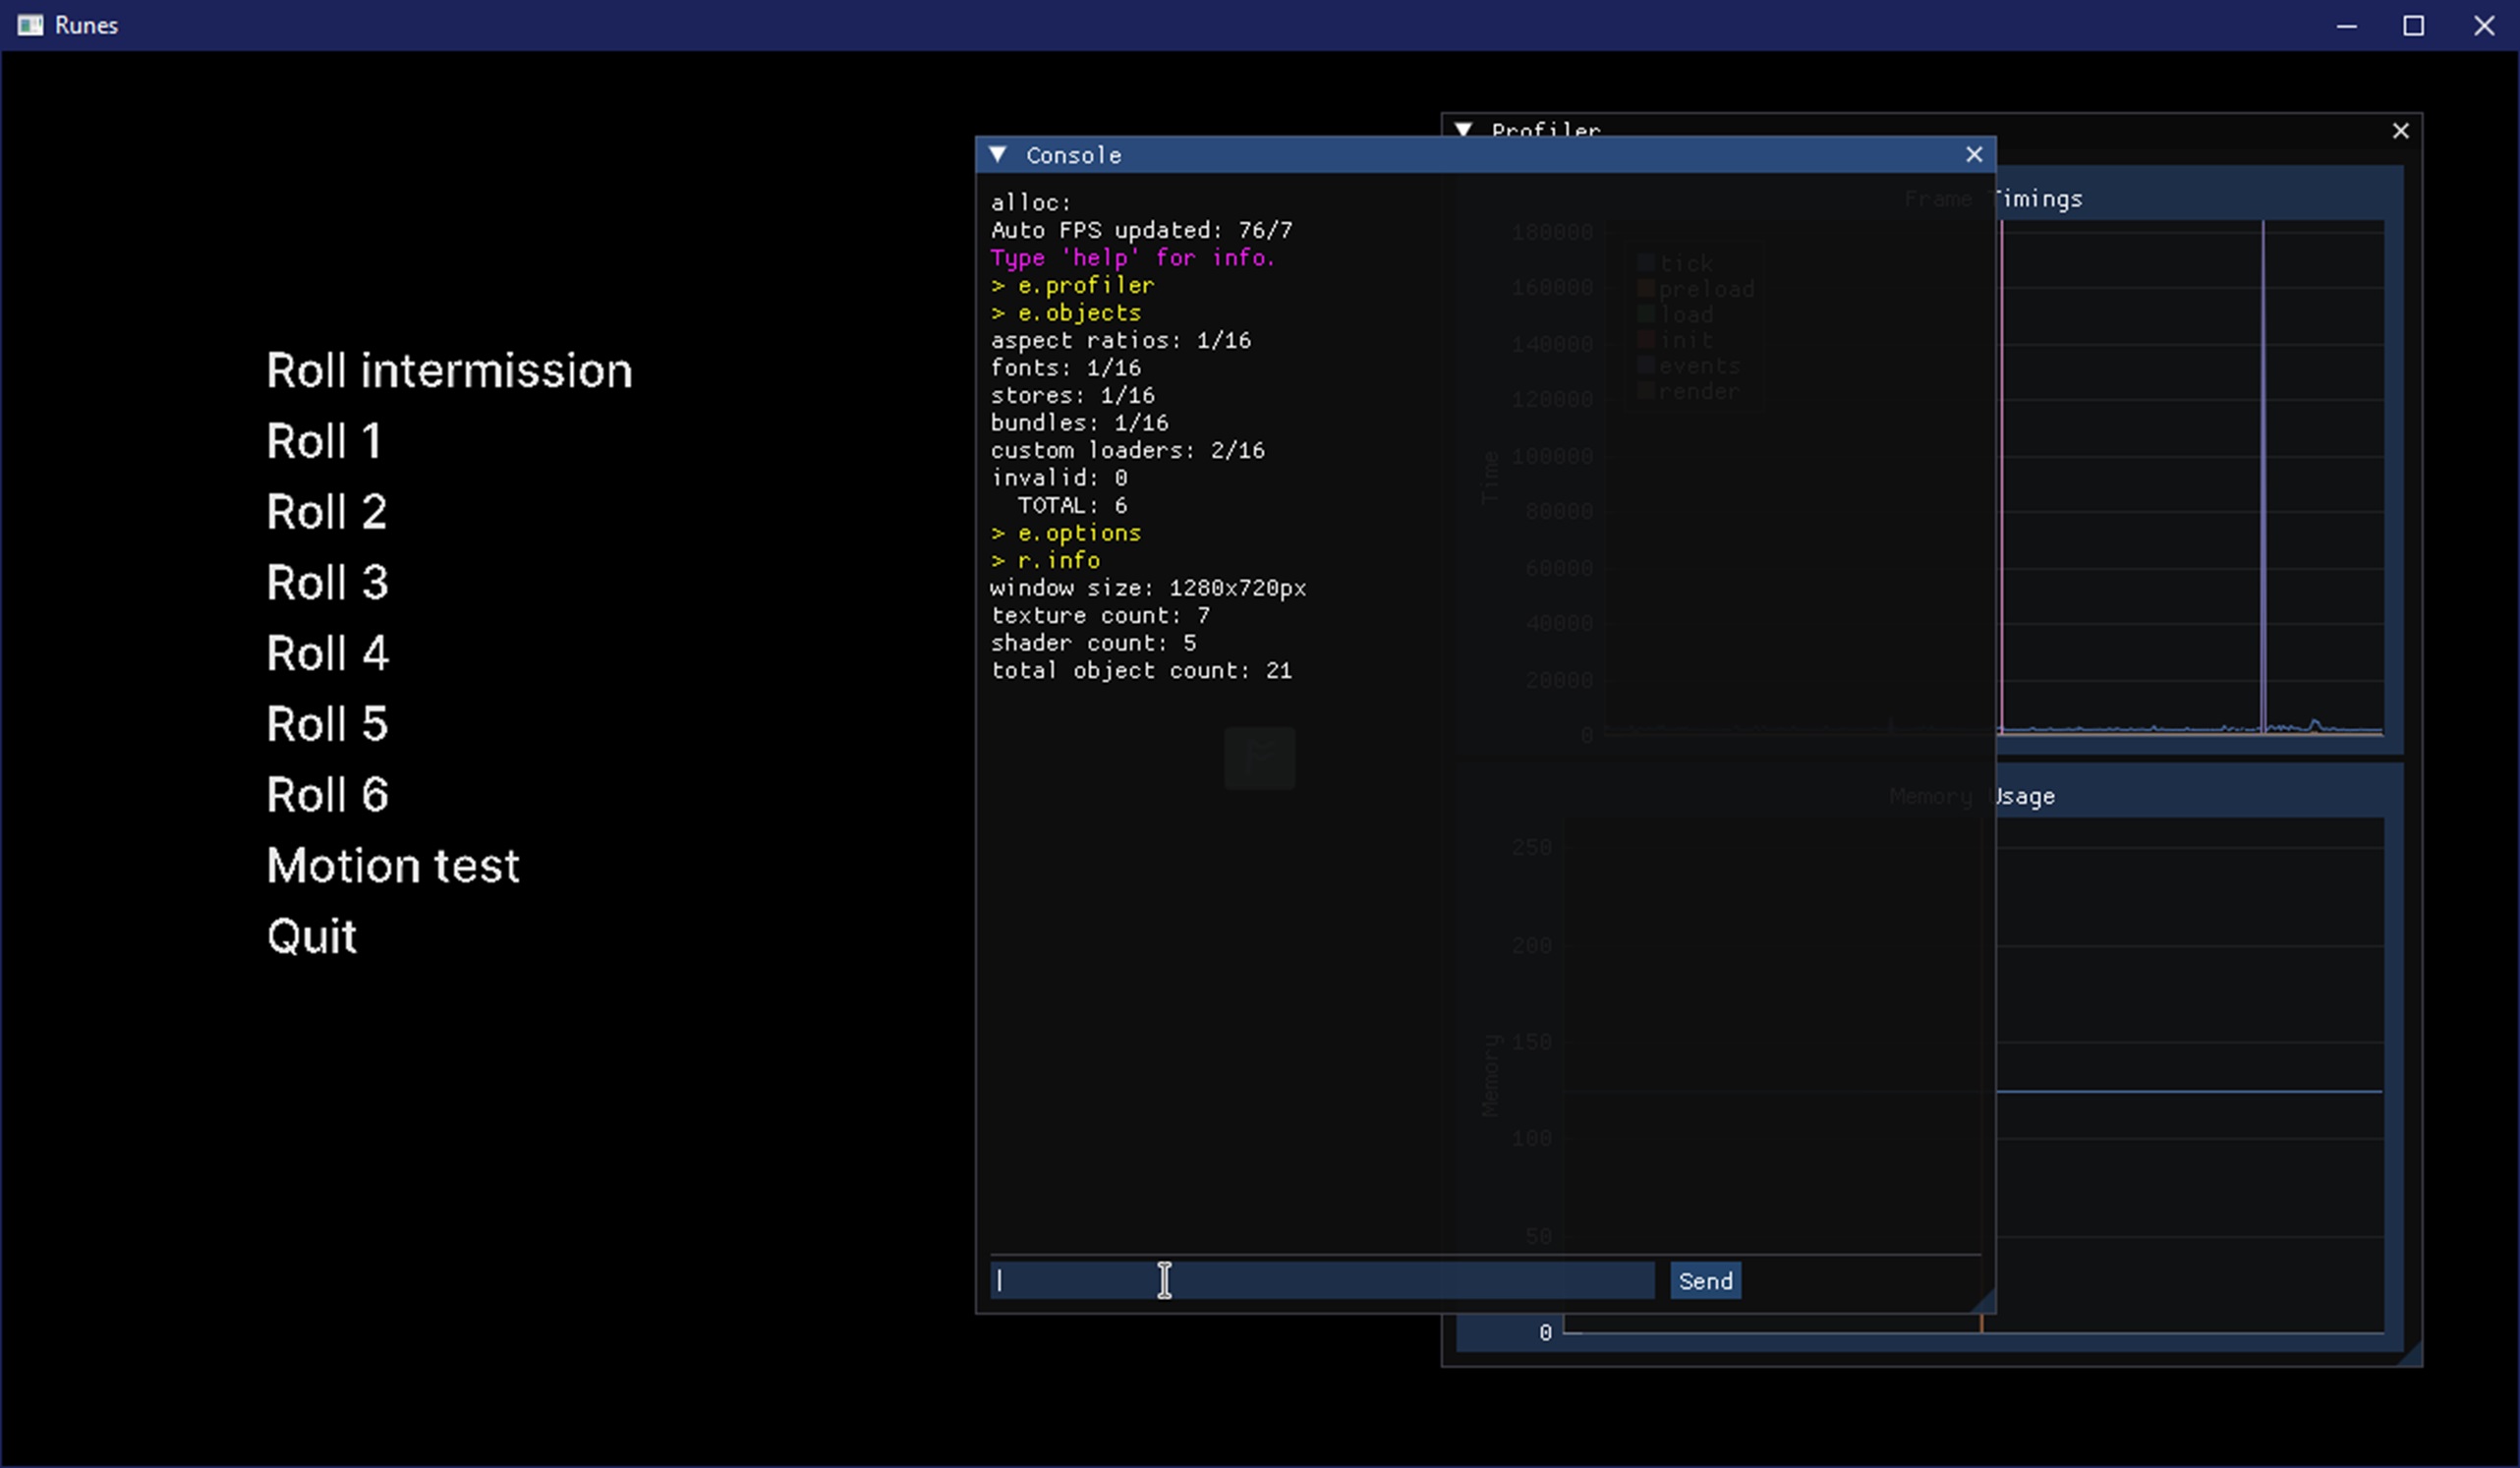 Runes
Roll intermission
Roll 1
Roll 2
Roll 3
Roll 4
Roll 5
Roll 6
Motion test
Quit
Profiler
Console
alloc:
Auto FPS updated: 76/7
Type 'help' for info.
> e.profiler
> e.objects
aspect ratios: 1/16
fonts: 1/16
stores: 1/16
bundles: 1/16
custom loaders: 2/16
invalid: 0
TOTAL: 6
> e.options
> r.info
window size: 1280x720px
texture count: 7
shader count: 5
total object count: 21
Send
Frame Timings
180000
160000
140000
120000
100000
80000
60000
40000
20000
0
Time
tick
preload
load
init
events
render
Memory Usage
250
200
150
100
50
0
Memory